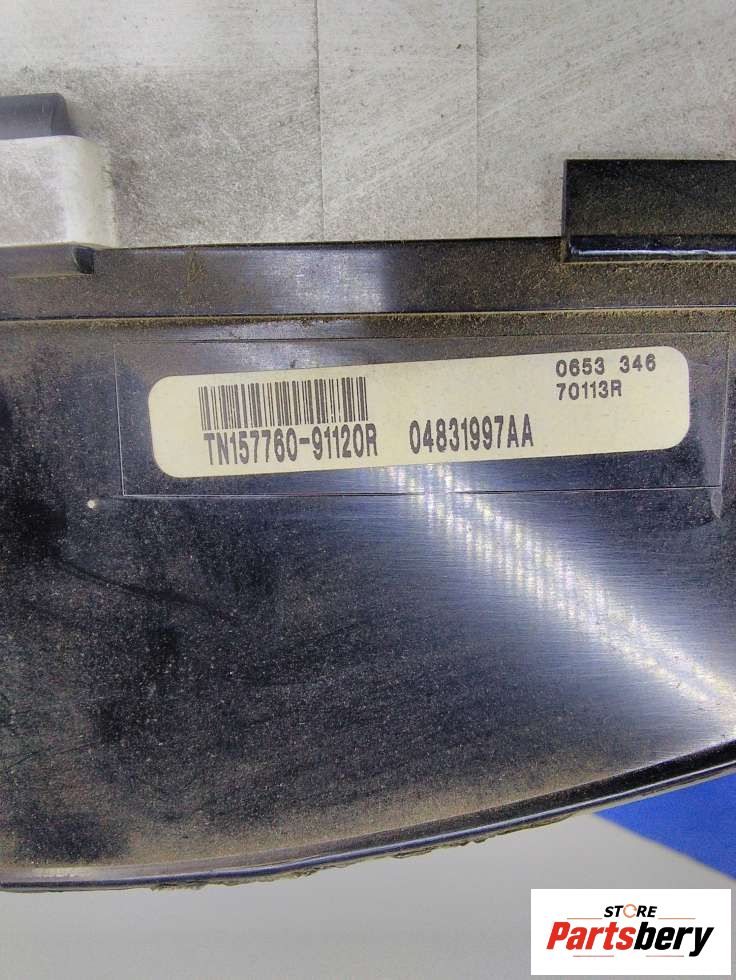 0653 346
70113R
TN157760-91120R 04831997AA
STORE
Partsbery